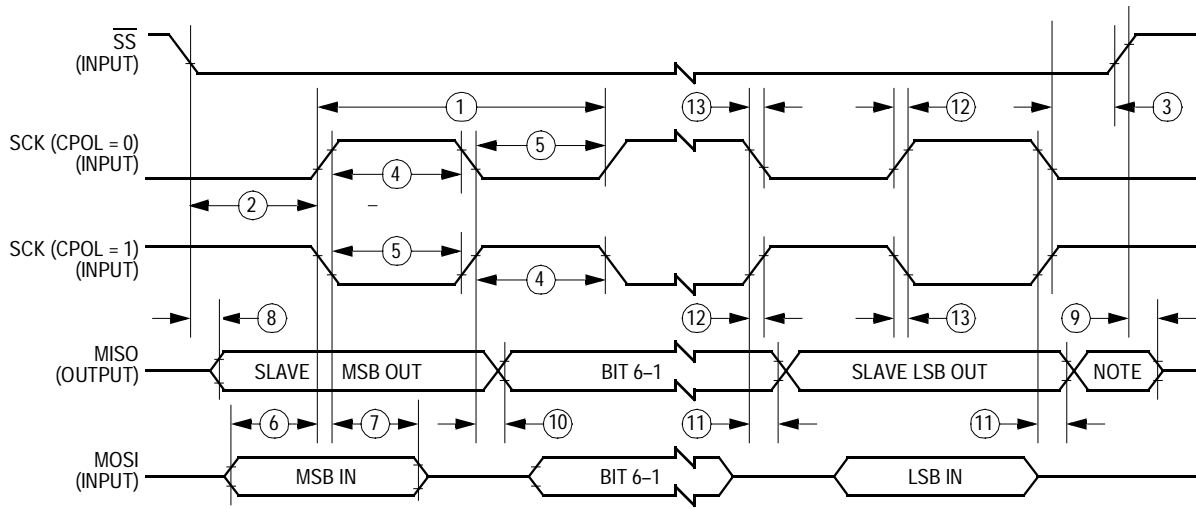 SS
(INPUT)
1
13
12
3
SCK (CPOL = 0)
(INPUT)
5
4
2
SCK (CPOL = 1)
(INPUT)
5
4
8
12
13
9
MISO
(OUTPUT)
SLAVE MSB OUT
BIT 6–1
SLAVE LSB OUT
NOTE
6
7
10
11
11
MOSI
(INPUT)
MSB IN
BIT 6–1
LSB IN